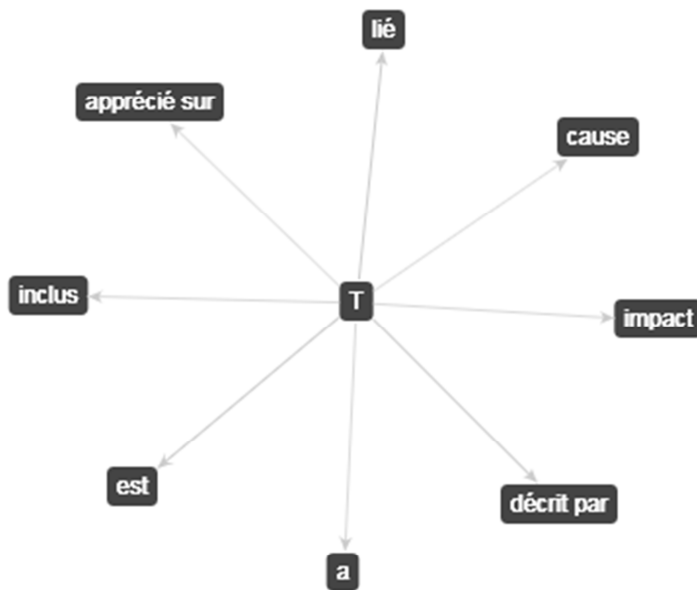 lié
apprécié sur
cause
inclus
T
impact
est
décrit par
a